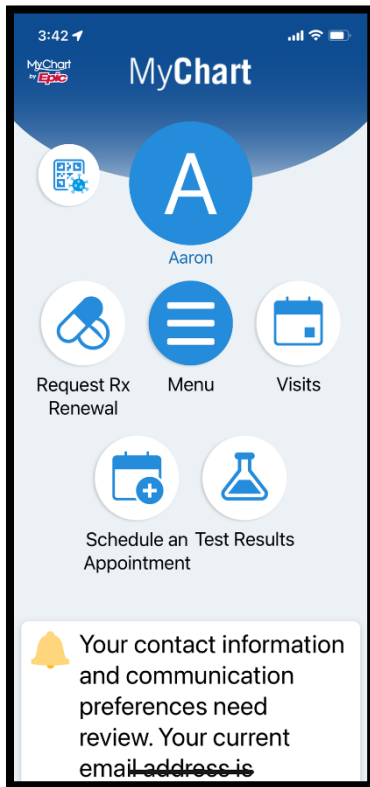 3:42
MyChart
by Epic
MyChart
A
Aaron
Request Rx
Renewal
Menu
Visits
Schedule an
Appointment
Test Results
Your contact information
and communication
preferences need
review. Your current
email address is